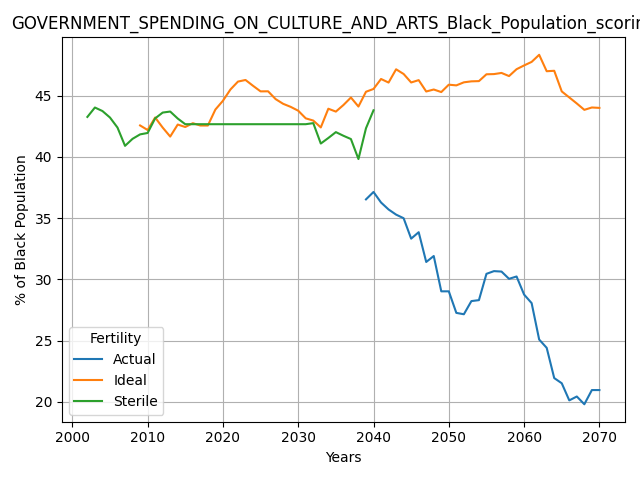 GOVERNMENT_SPENDING_ON_CULTURE_AND_ARTS_Black_Population_scorin
% of Black Population
45
40
35
30
25
20
Fertility
Actual
Ideal
Sterile
2000 2010 2020 2030 2040 2050 2060 2070
Years